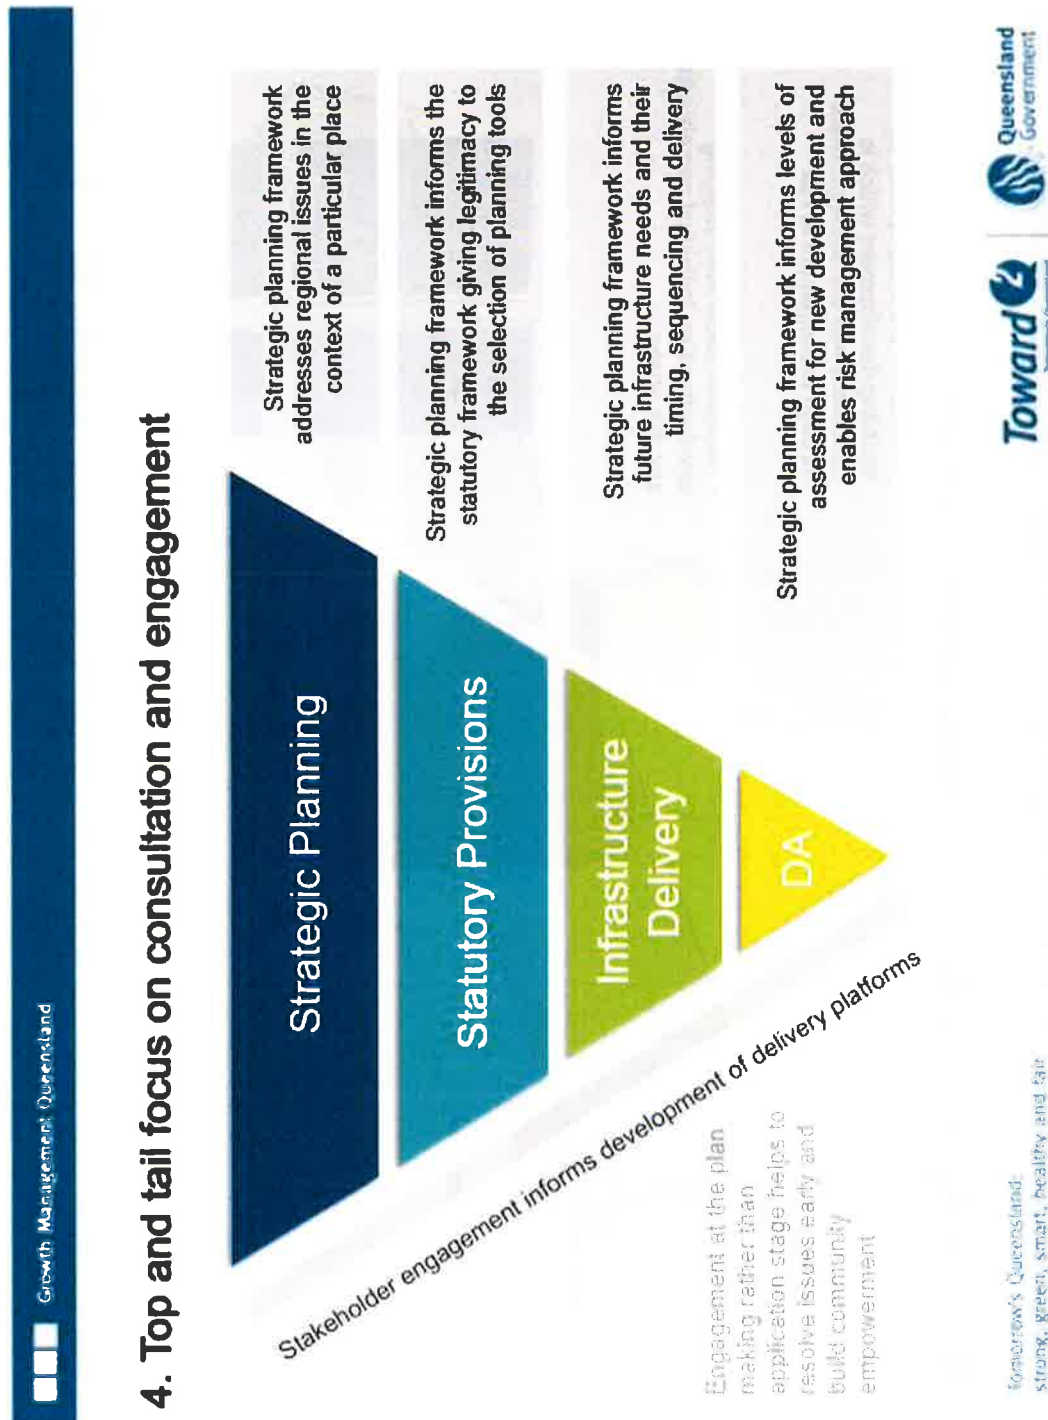 Growth Management Queensland
4. Top and tail focus on consultation and engagement
Strategic Planning
Strategic planning framework
addresses regional issues in the
context of a particular place
Statutory Provisions
Strategic planning framework informs the
statutory framework giving legitimacy to
the selection of planning tools
Infrastructure
Delivery
Strategic planning framework informs
future infrastructure needs and their
timing, sequencing and delivery
DA
Strategic planning framework informs levels of
assessment for new development and
enables risk management approach
Stakeholder engagement informs development of delivery platforms
Engagement at the plan
making rather than
application stage helps to
resolve issues early and
build community
empowerment
Tomorrow's Queensland:
strong, green, smart, healthy and fair
Toward Q2
Queensland
Government